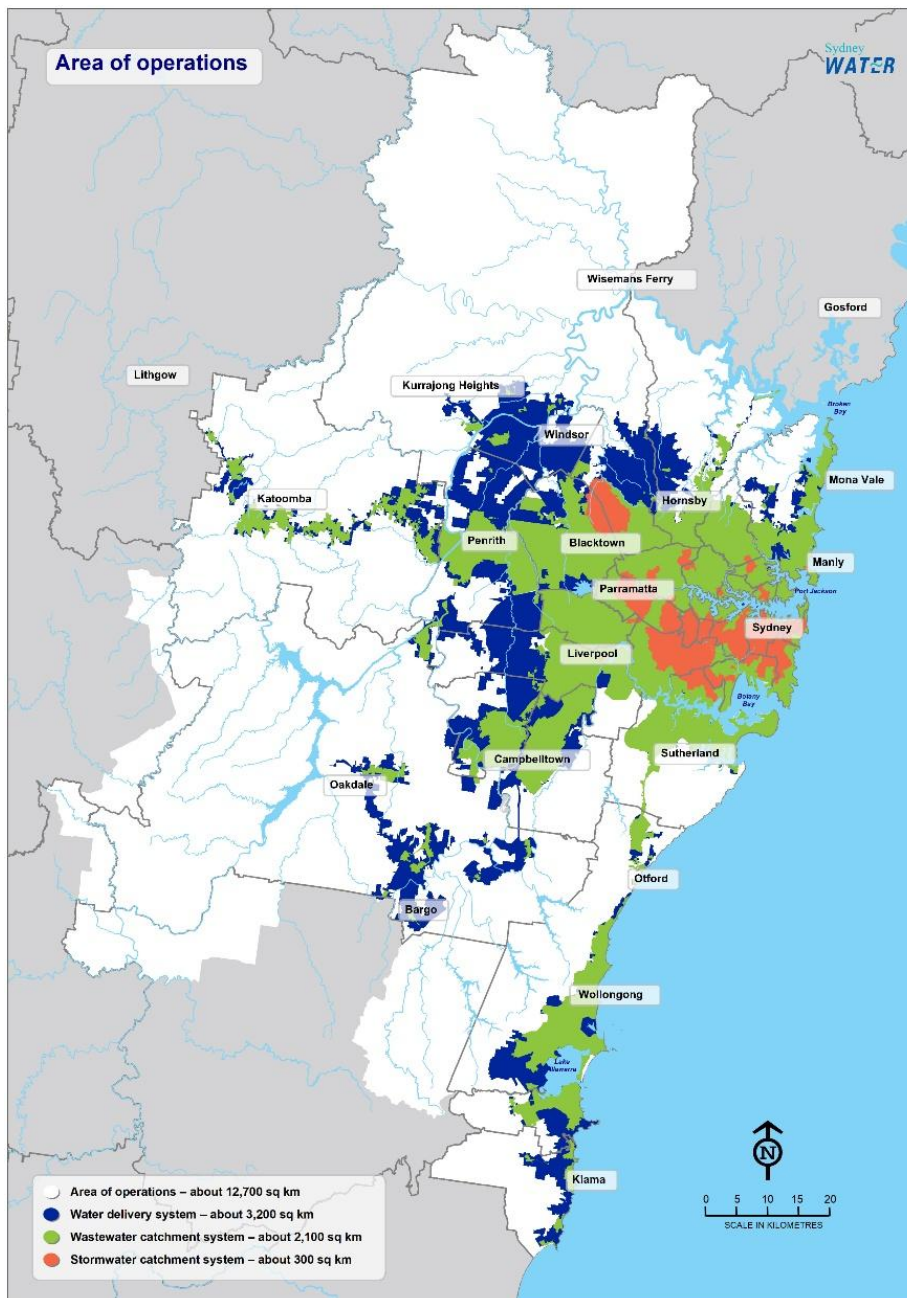 Area of operations
Sydney
WATER
Wisemans Ferry
Gosford
Lithgow
Kurrajong Heights
Broken
Bay
Windsor
Mona Vale
Katoomba
Hornsby
Penrith
Blacktown
Manly
Parramatta
Port Jackson
Sydney
Liverpool
Botany
Bay
Sutherland
Campbelltown
Oakdale
Otford
Bargo
Wollongong
Lake
Illawarra
N
Kiama
Area of operations – about 12,700 sq km
Water delivery system – about 3,200 sq km
Wastewater catchment system – about 2,100 sq km
Stormwater catchment system – about 300 sq km
0 5 10 15 20
SCALE IN KILOMETRES